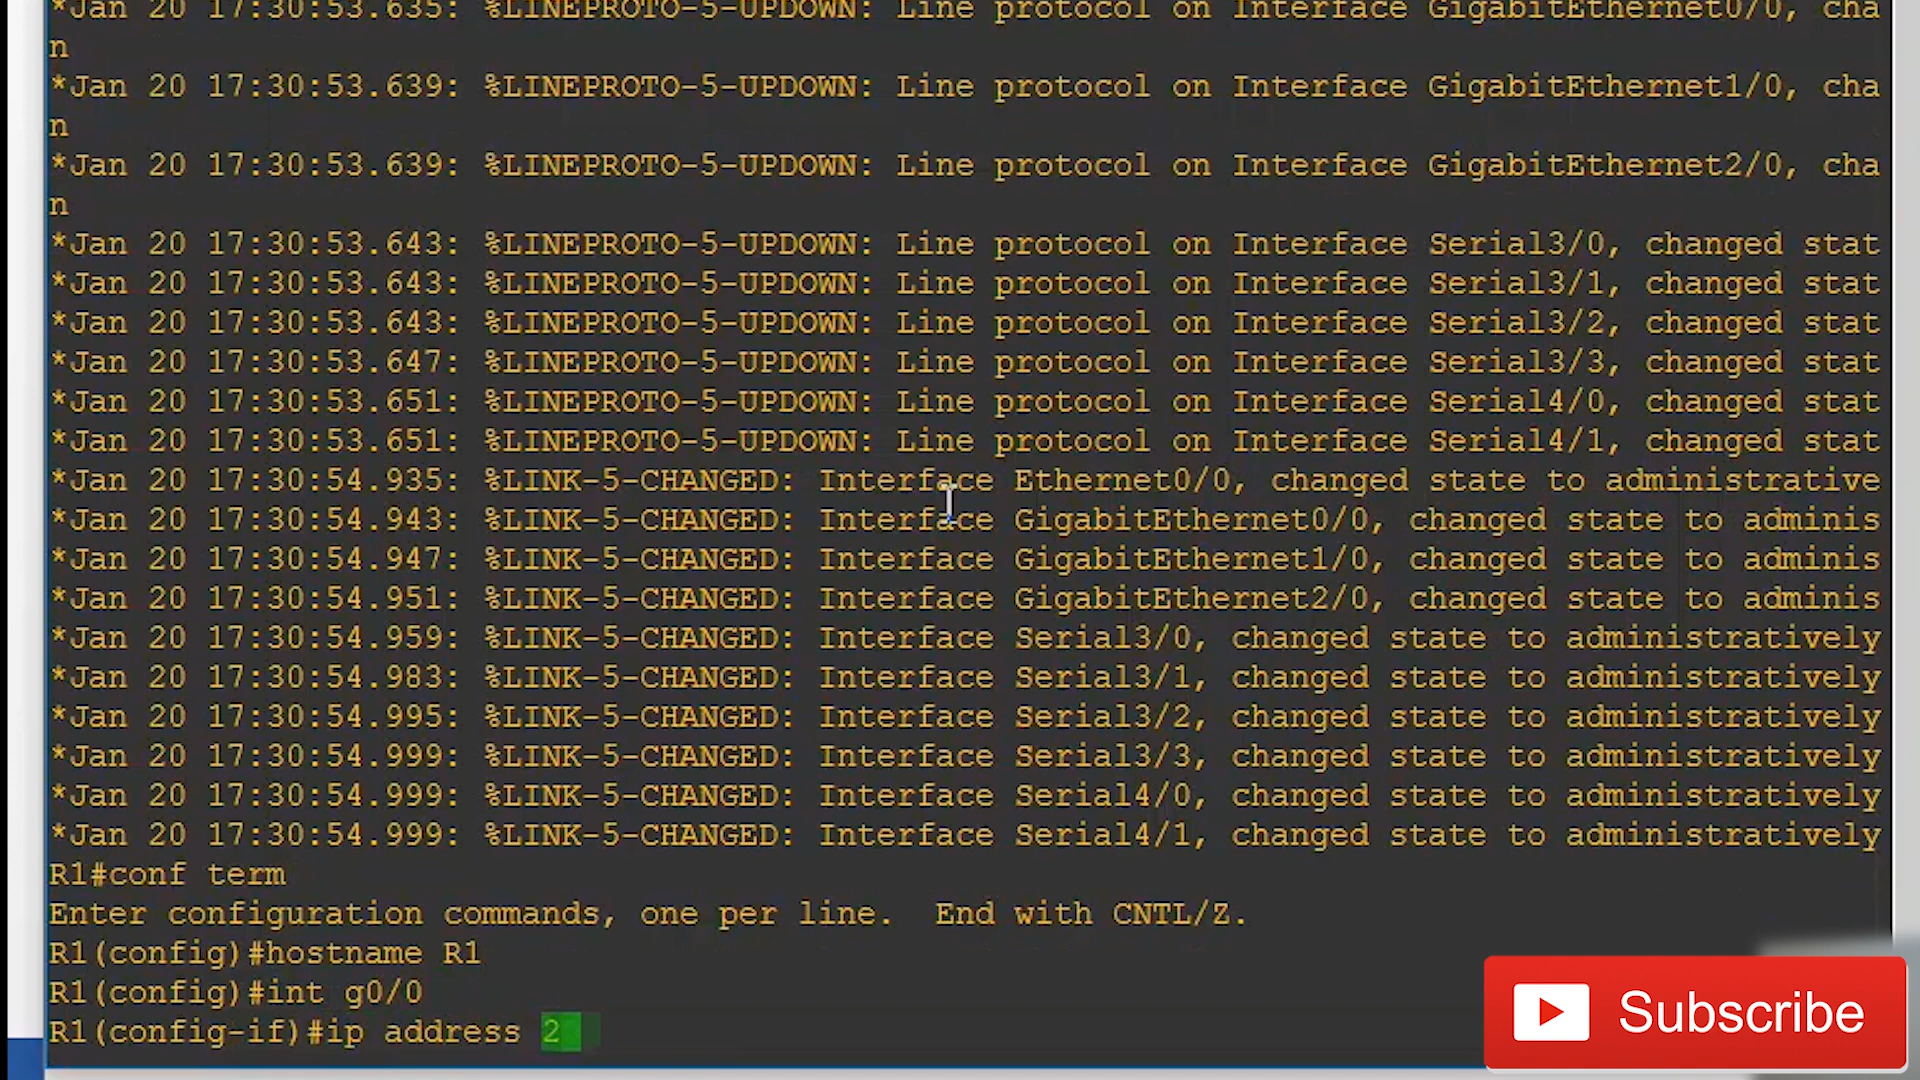 *Jan 20 17:30:53.635: %LINEPROTO-5-UPDOWN: Line protocol on Interface GigabitEthernet0/0, cha
n
*Jan 20 17:30:53.639: %LINEPROTO-5-UPDOWN: Line protocol on Interface GigabitEthernet1/0, cha
n
*Jan 20 17:30:53.639: %LINEPROTO-5-UPDOWN: Line protocol on Interface GigabitEthernet2/0, cha
n
*Jan 20 17:30:53.643: %LINEPROTO-5-UPDOWN: Line protocol on Interface Serial3/0, changed stat
*Jan 20 17:30:53.643: %LINEPROTO-5-UPDOWN: Line protocol on Interface Serial3/1, changed stat
*Jan 20 17:30:53.643: %LINEPROTO-5-UPDOWN: Line protocol on Interface Serial3/2, changed stat
*Jan 20 17:30:53.647: %LINEPROTO-5-UPDOWN: Line protocol on Interface Serial3/3, changed stat
*Jan 20 17:30:53.651: %LINEPROTO-5-UPDOWN: Line protocol on Interface Serial4/0, changed stat
*Jan 20 17:30:53.651: %LINEPROTO-5-UPDOWN: Line protocol on Interface Serial4/1, changed stat
*Jan 20 17:30:54.935: %LINK-5-CHANGED: Interface Ethernet0/0, changed state to administrative
*Jan 20 17:30:54.943: %LINK-5-CHANGED: Interface GigabitEthernet0/0, changed state to adminis
*Jan 20 17:30:54.947: %LINK-5-CHANGED: Interface GigabitEthernet1/0, changed state to adminis
*Jan 20 17:30:54.951: %LINK-5-CHANGED: Interface GigabitEthernet2/0, changed state to adminis
*Jan 20 17:30:54.959: %LINK-5-CHANGED: Interface Serial3/0, changed state to administratively
*Jan 20 17:30:54.983: %LINK-5-CHANGED: Interface Serial3/1, changed state to administratively
*Jan 20 17:30:54.995: %LINK-5-CHANGED: Interface Serial3/2, changed state to administratively
*Jan 20 17:30:54.999: %LINK-5-CHANGED: Interface Serial3/3, changed state to administratively
*Jan 20 17:30:54.999: %LINK-5-CHANGED: Interface Serial4/0, changed state to administratively
*Jan 20 17:30:54.999: %LINK-5-CHANGED: Interface Serial4/1, changed state to administratively
R1#conf term
Enter configuration commands, one per line.  End with CNTL/Z.
R1(config)#hostname R1
R1(config)#int g0/0
R1(config-if)#ip address 2
Subscribe